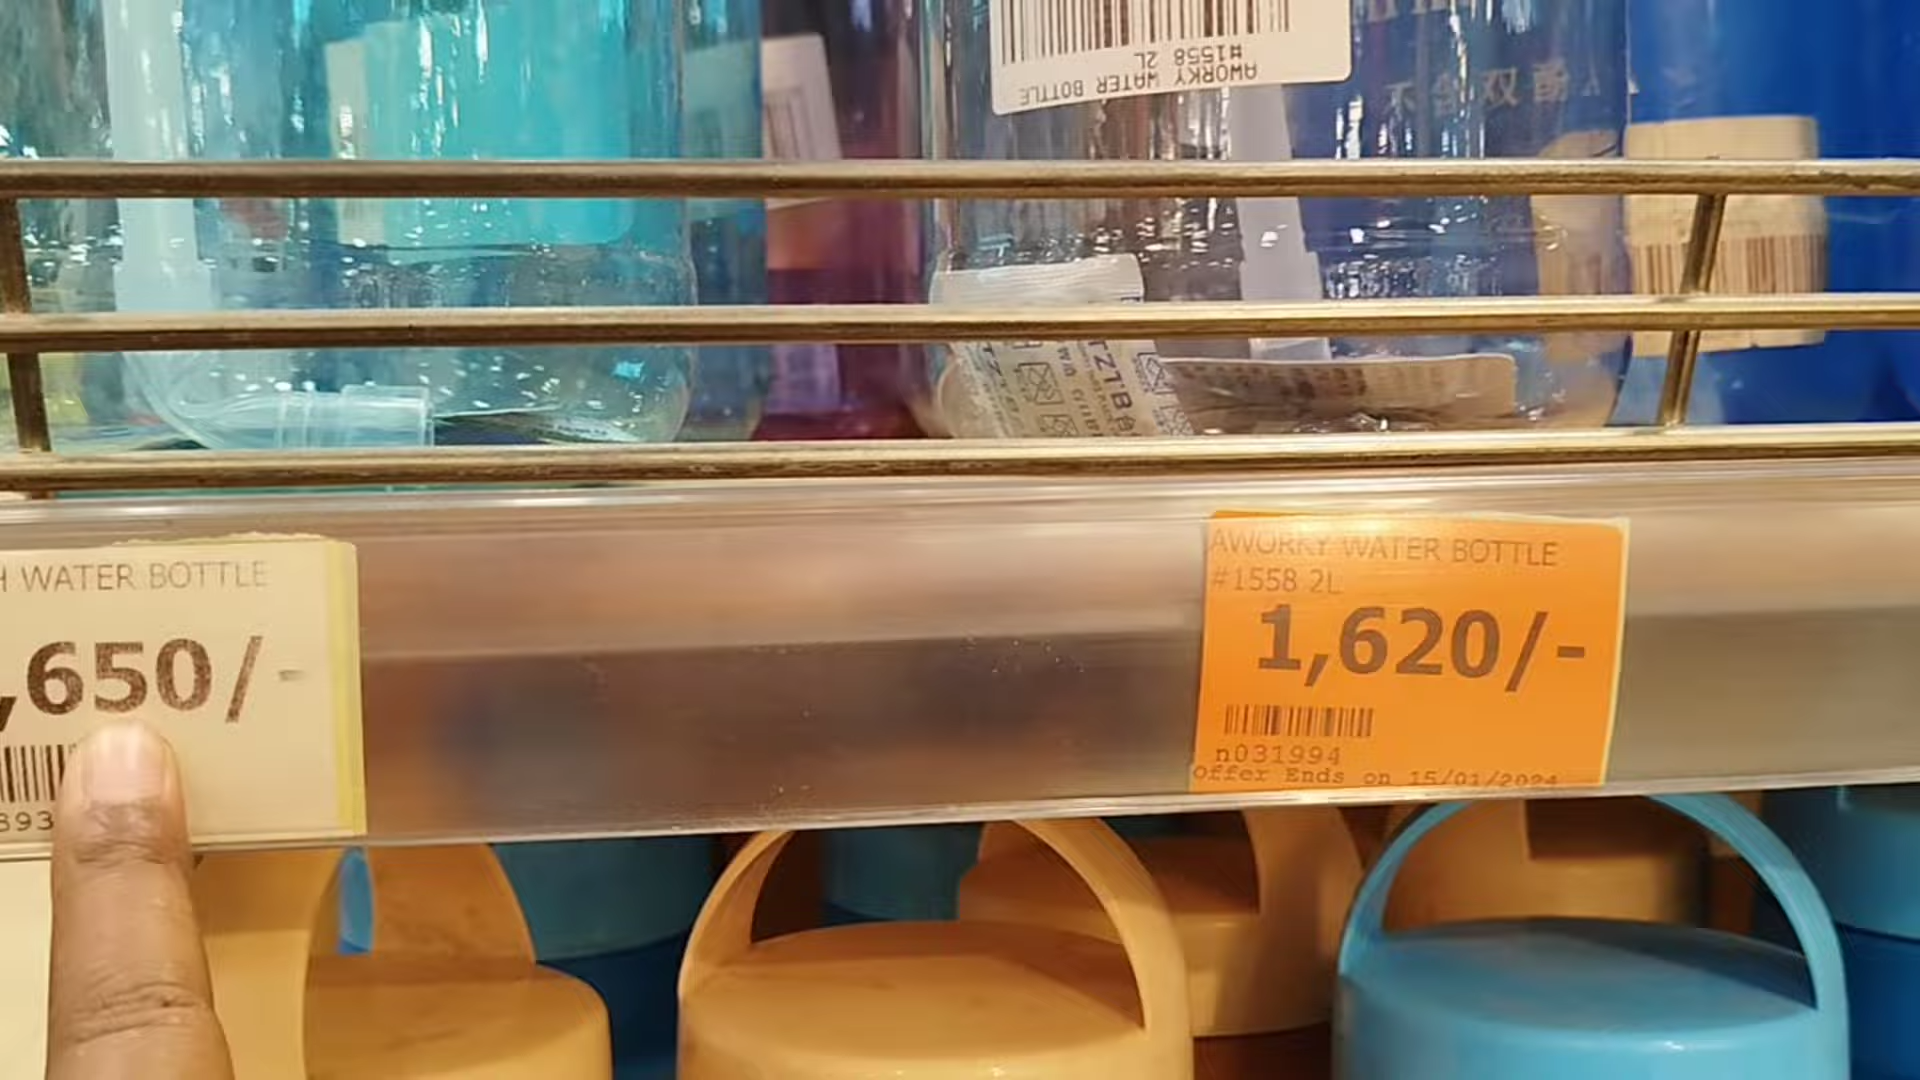 AWORKY WATER BOTTLE
#1558 2L
H WATER BOTTLE
,650/-
893
AWORKY WATER BOTTLE
#1558 2L
1,620/-
n031994
Offer Ends on 15/01/2024